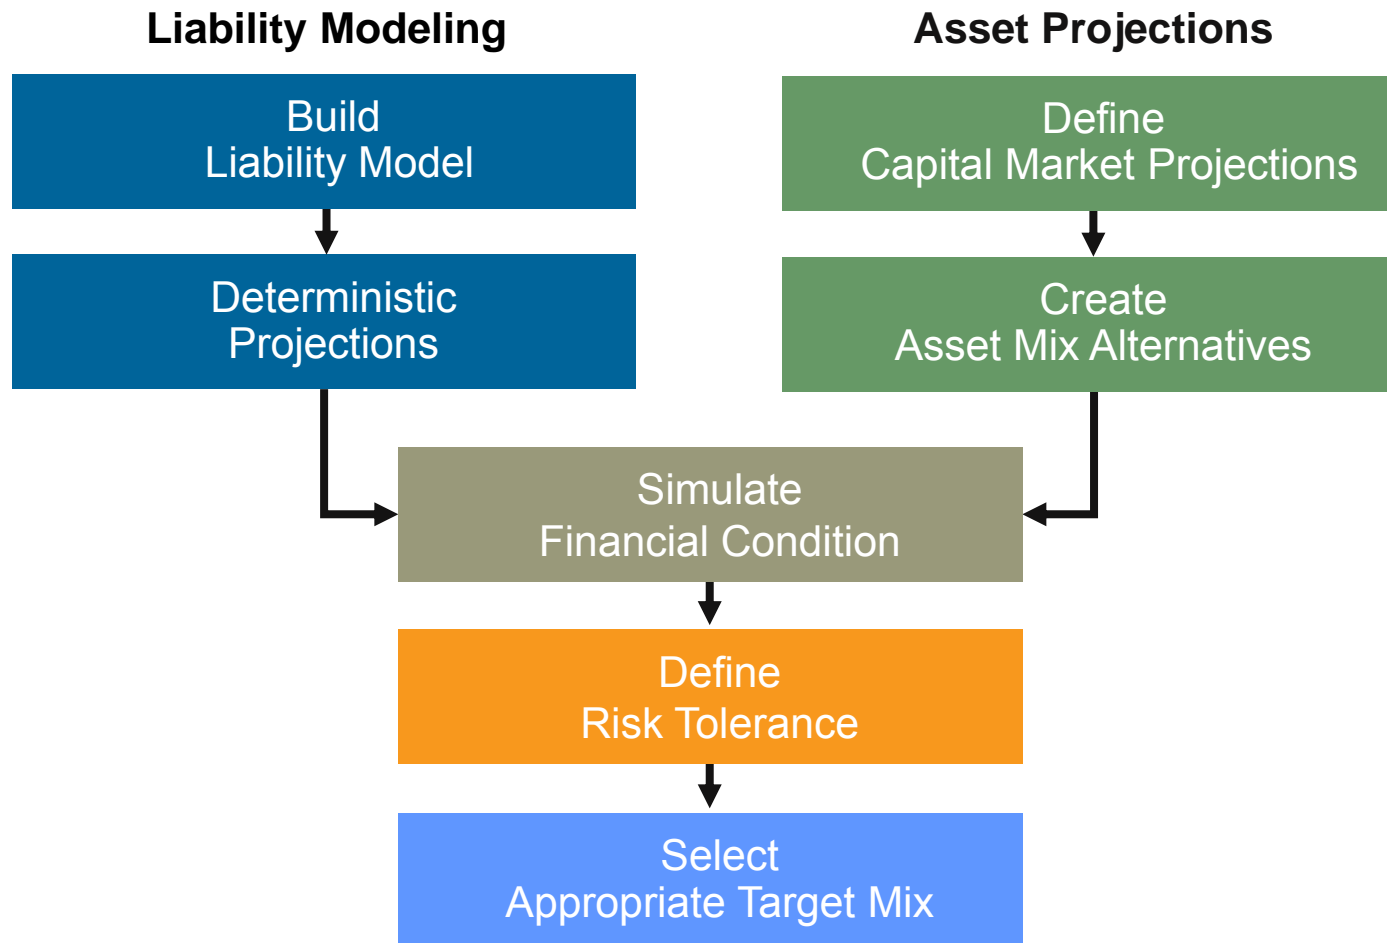 Liability Modeling
Build
Liability Model
Deterministic
Projections
Asset Projections
Define
Capital Market Projections
Create
Asset Mix Alternatives
Simulate
Financial Condition
Define
Risk Tolerance
Select
Appropriate Target Mix